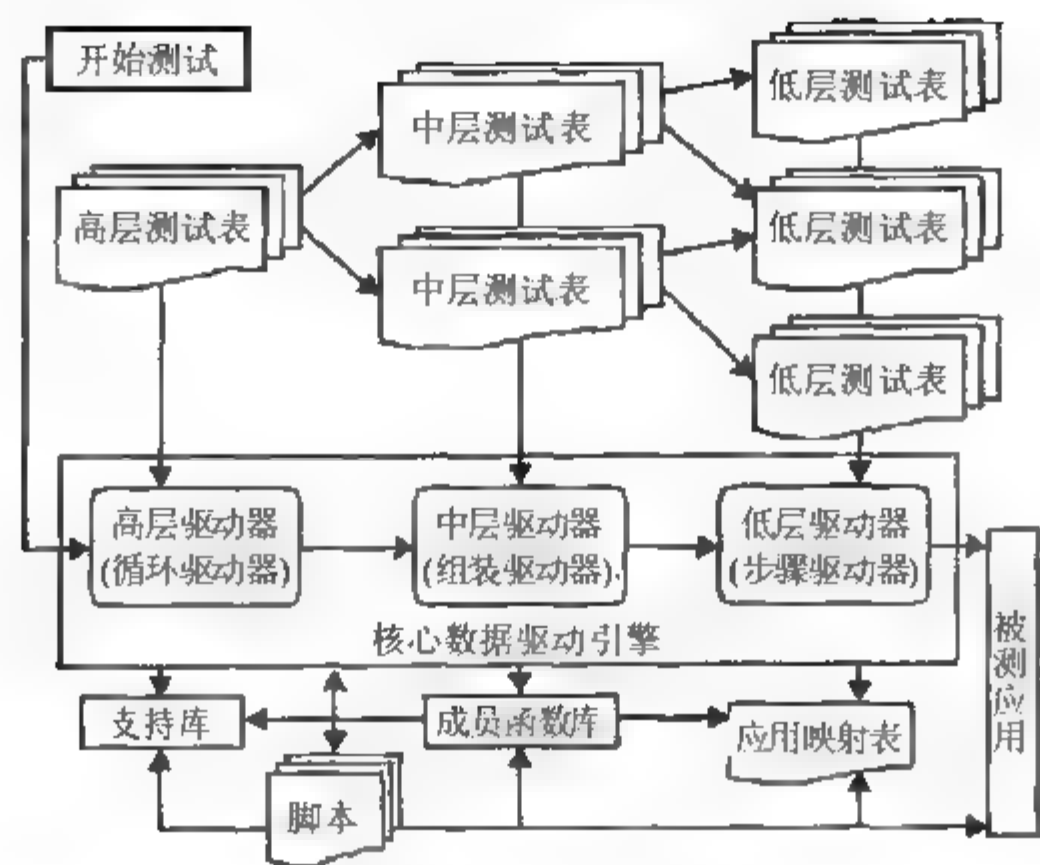 开始测试
低层测试表
中层测试表
高层测试表
低层测试表
中层测试表
低层测试表
高层驱动器
(循环驱动器)
中层驱动器
(组装驱动器)
低层驱动器
(步骤驱动器)
核心数据驱动引擎
被测应用
支持库
成员函数库
应用映射表
脚本